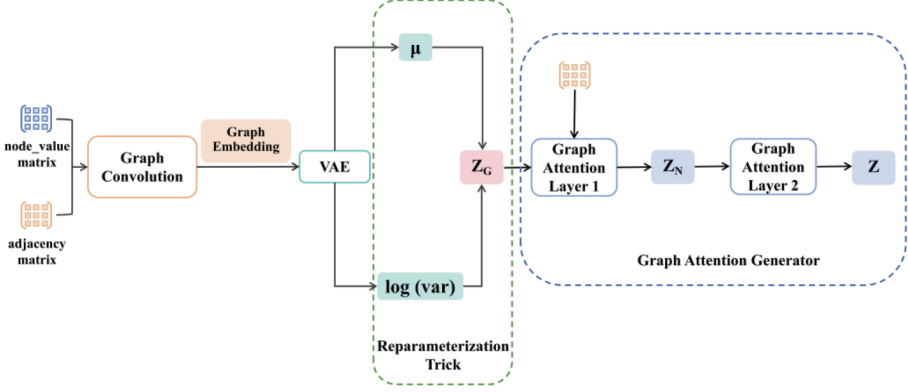 node_value
matrix
adjacency
matrix
Graph
Convolution
Graph
Embedding
VAE
μ
log (var)
Z_G
Reparameterization
Trick
Graph
Attention
Layer 1
Z_N
Graph
Attention
Layer 2
Z
Graph Attention Generator